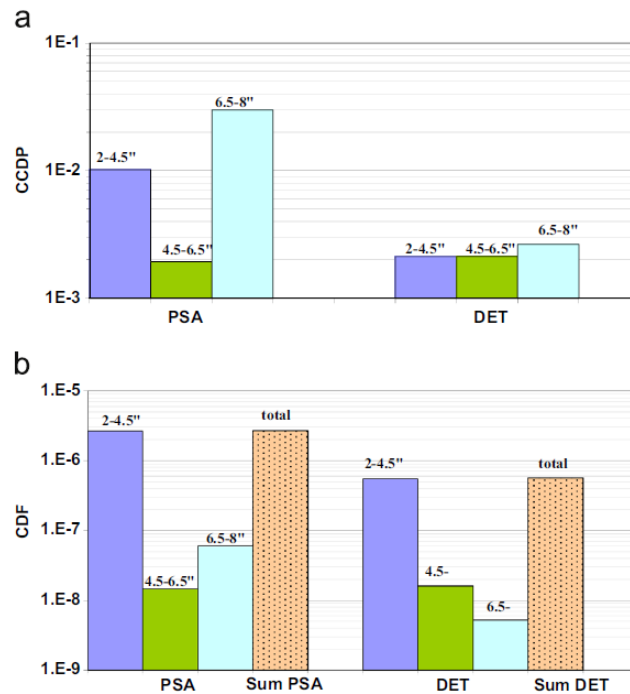 a
1E-1
6.5-8"
CCDP
2-4.5"
1E-2
4.5-6.5"
2-4.5" 4.5-6.5" 6.5-8"
1E-3
PSA DET
b
1.E-5
2-4.5" total
1.E-6
2-4.5" total
CDF
1.E-7
6.5-8"
4.5-6.5" 4.5-
1.E-8
6.5-
1.E-9
PSA Sum PSA DET Sum DET